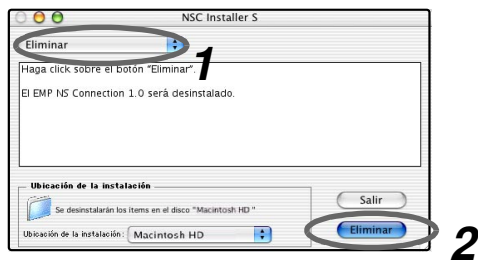 NSC Installer S
Eliminar
1
Haga click sobre el botón "Eliminar".
El EMP NS Connection 1.0 será desinstalado.
Ubicación de la instalación
Se desinstalarán los items en el disco "Macintosh HD "
Salir
Ubicación de la instalación: Macintosh HD
Eliminar
2